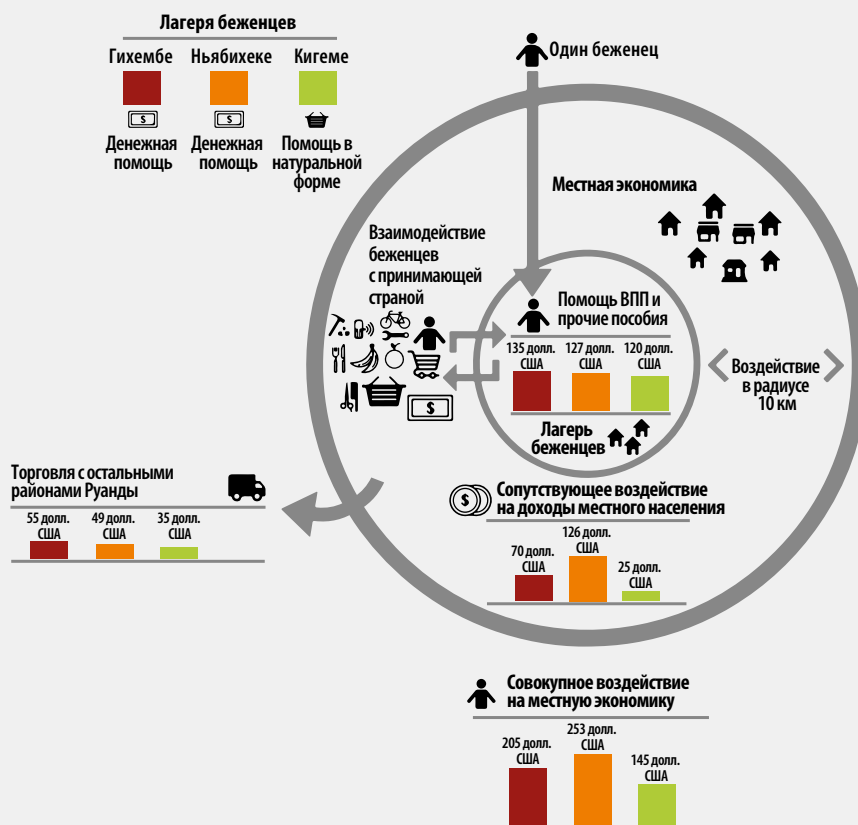 Лагеря беженцев
Гихембе
Ньябихеке
Кигеме
$
$
Денежная
помощь
Денежная
помощь
Помощь в
натуральной
форме
Один беженец
Местная экономика
Взаимодействие
беженцев
с принимающей
страной
$
Помощь ВПП и
прочие пособия
135 долл.
США
127 долл.
США
120 долл.
США
Лагерь
беженцев
Воздействие
в радиусе
10 км
Торговля с остальными
районами Руанды
55 долл.
США
49 долл.
США
35 долл.
США
$
Сопутствующее воздействие
на доходы местного населения
70 долл.
США
126 долл.
США
25 долл.
США
Совокупное воздействие
на местную экономику
205 долл.
США
253 долл.
США
145 долл.
США